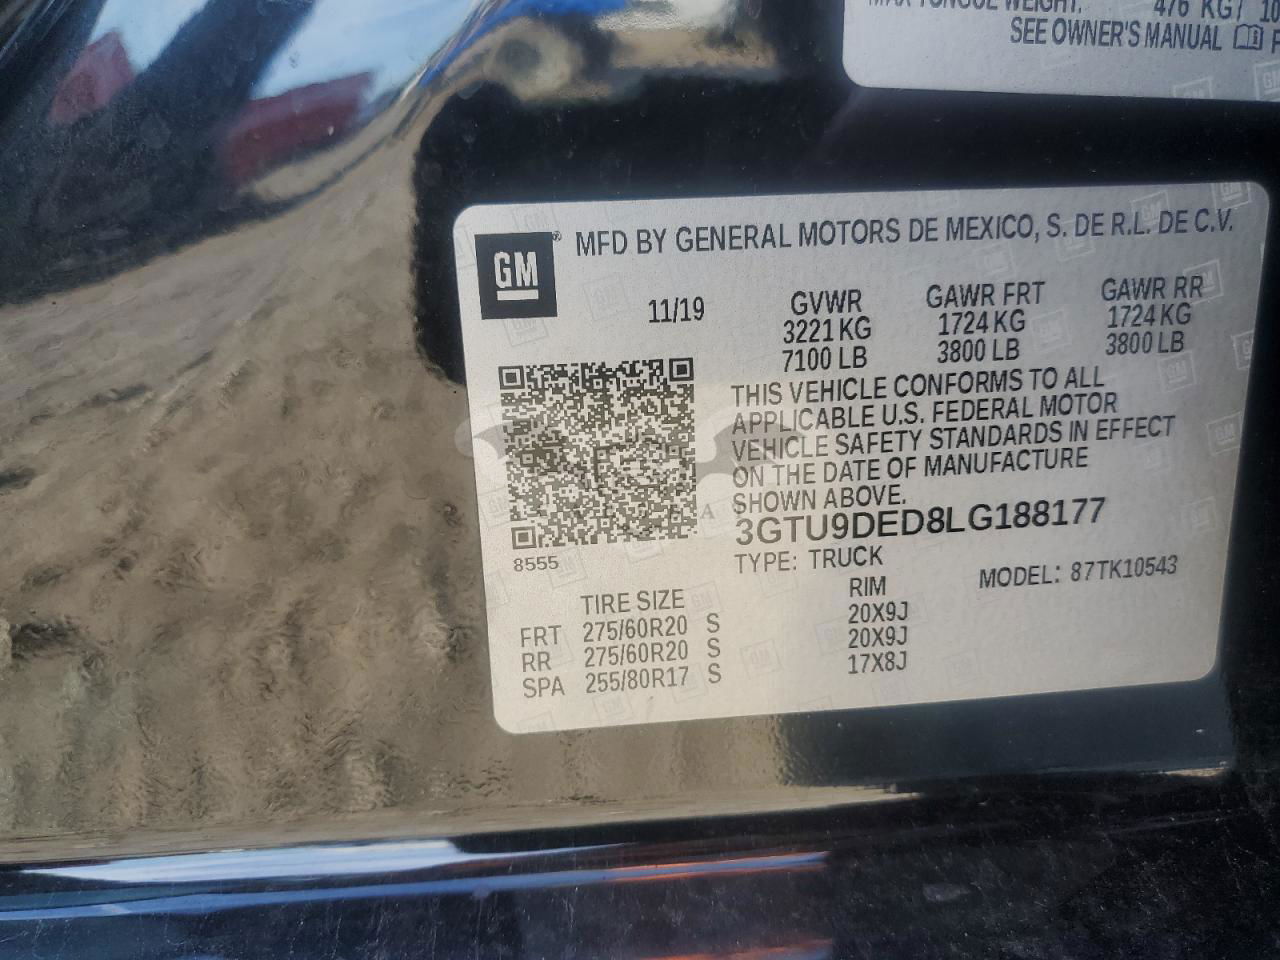 476 KG/ 10
SEE OWNER'S MANUAL
GM
MFD BY GENERAL MOTORS DE MEXICO, S. DE R.L. DE C.V.
11/19 GVWR GAWR FRT GAWR RR
3221 KG 1724 KG 1724 KG
7100 LB 3800 LB 3800 LB
THIS VEHICLE CONFORMS TO ALL
APPLICABLE U.S. FEDERAL MOTOR
VEHICLE SAFETY STANDARDS IN EFFECT
ON THE DATE OF MANUFACTURE
SHOWN ABOVE.
3GTU9DED8LG188177
8555
TYPE: TRUCK MODEL: 87TK10543
TIRE SIZE RIM
FRT 275/60R20 S 20X9J
RR 275/60R20 S 20X9J
SPA 255/80R17 S 17X8J